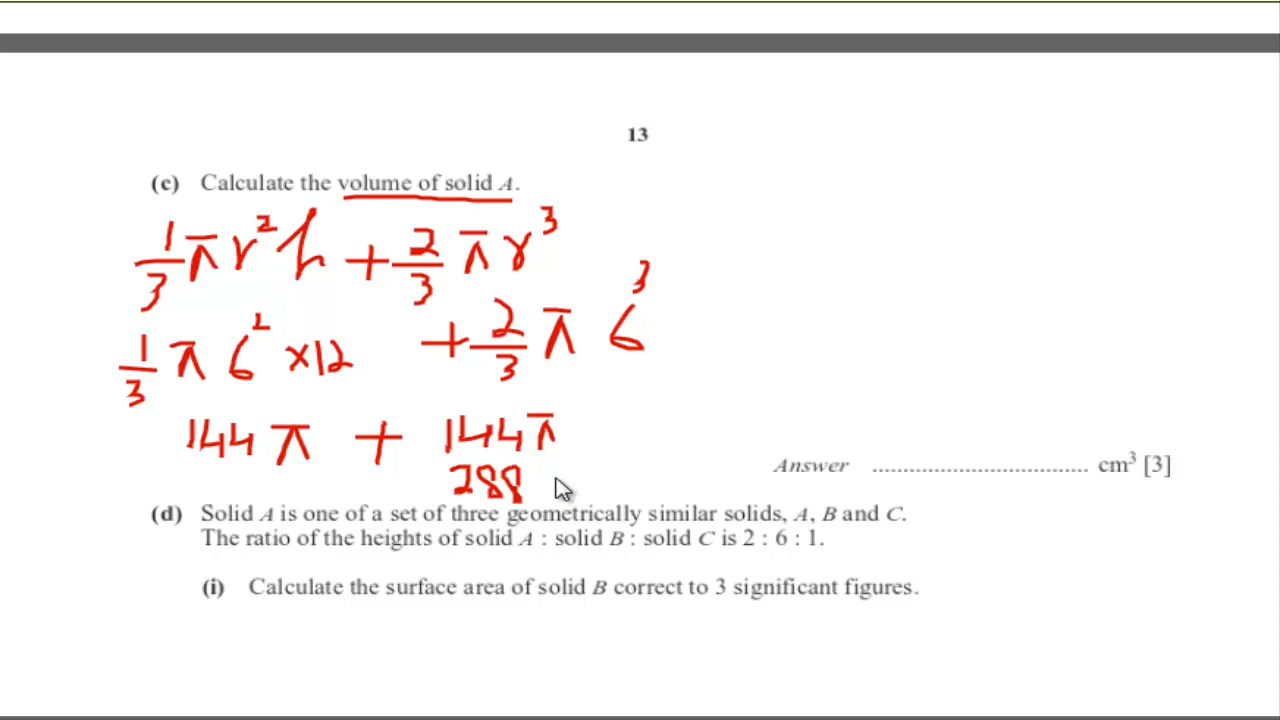 13
(c) Calculate the volume of solid A.
1/3 π r² h + 2/3 π r³
1/3 π 6² × 12 + 2/3 π 6³
144 π + 144 π
288
Answer .................................... cm³ [3]
(d) Solid A is one of a set of three geometrically similar solids, A, B and C.
The ratio of the heights of solid A : solid B : solid C is 2 : 6 : 1.
(i) Calculate the surface area of solid B correct to 3 significant figures.